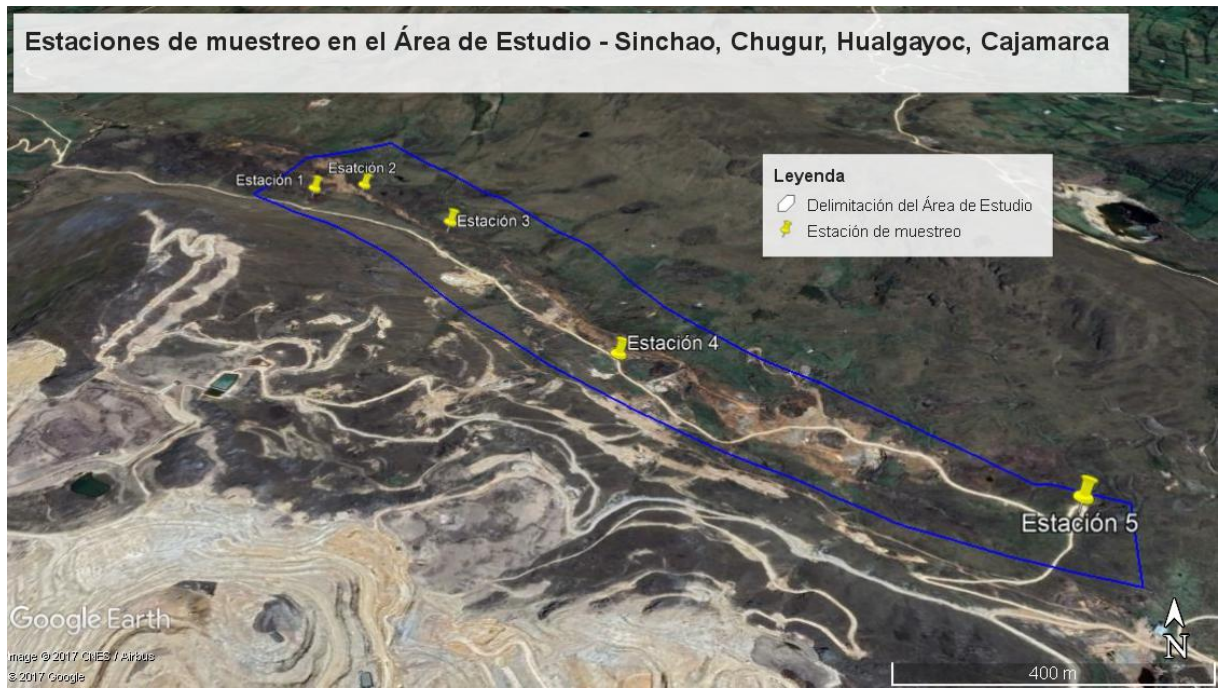 Estaciones de muestreo en el Área de Estudio - Sinchao, Chugur, Hualgayoc, Cajamarca
Leyenda
Delimitación del Área de Estudio
Estación de muestreo
Estación 1
Esatción 2
Estación 3
Estación 4
Estación 5
Google Earth
mage © 2017 CNES / Airbus
© 2017 Google
N
400 m